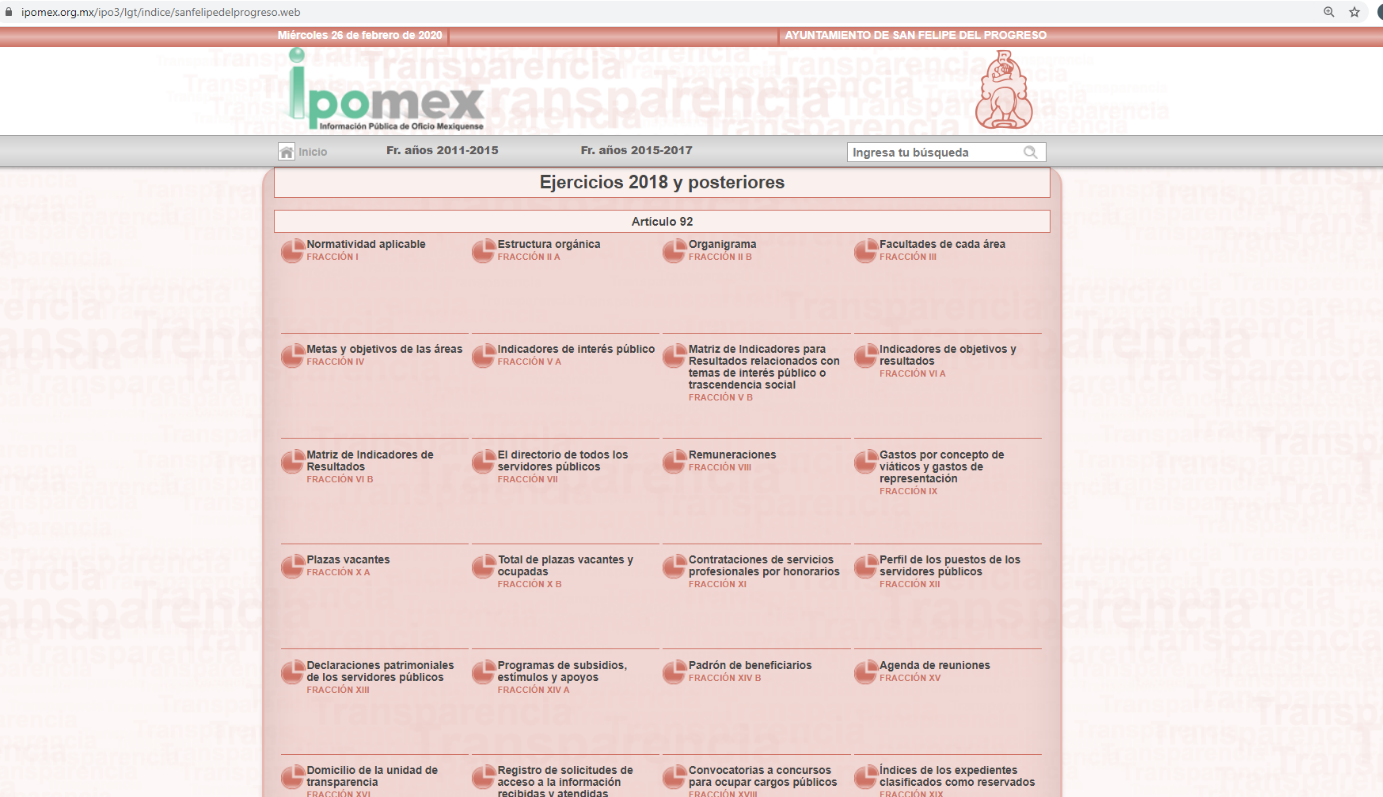 ipomex.org.mx/ipo3/lgt/indice/sanfelipedelprogreso.web
Miércoles 26 de febrero de 2020
AYUNTAMIENTO DE SAN FELIPE DEL PROGRESO
ipomex
Información Pública de Oficio Mexiquense
Inicio
Fr. años 2011-2015
Fr. años 2015-2017
Ingresa tu búsqueda
Ejercicios 2018 y posteriores
Artículo 92
Normatividad aplicable
FRACCIÓN I
Estructura orgánica
FRACCIÓN II A
Organigrama
FRACCIÓN II B
Facultades de cada área
FRACCIÓN III
Metas y objetivos de las áreas
FRACCIÓN IV
Indicadores de interés público
FRACCIÓN V A
Matriz de Indicadores para
Resultados relacionados con
temas de interés público o
trascendencia social
FRACCIÓN V B
Indicadores de objetivos y
resultados
FRACCIÓN VI A
Matriz de Indicadores de
Resultados
FRACCIÓN VI B
El directorio de todos los
servidores públicos
FRACCIÓN VII
Remuneraciones
FRACCIÓN VIII
Gastos por concepto de
viáticos y gastos de
representación
FRACCIÓN IX
Plazas vacantes
FRACCIÓN X A
Total de plazas vacantes y
ocupadas
FRACCIÓN X B
Contrataciones de servicios
profesionales por honorarios
FRACCIÓN XI
Perfil de los puestos de los
servidores públicos
FRACCIÓN XII
Declaraciones patrimoniales
de los servidores públicos
FRACCIÓN XIII
Programas de subsidios,
estímulos y apoyos
FRACCIÓN XIV A
Padrón de beneficiarios
FRACCIÓN XIV B
Agenda de reuniones
FRACCIÓN XV
Domicilio de la unidad de
transparencia
FRACCIÓN XVI
Registro de solicitudes de
acceso a la información
recibidas y atendidas
Convocatorias a concursos
para ocupar cargos públicos
FRACCIÓN XVIII
Índices de los expedientes
clasificados como reservados
FRACCIÓN XIX